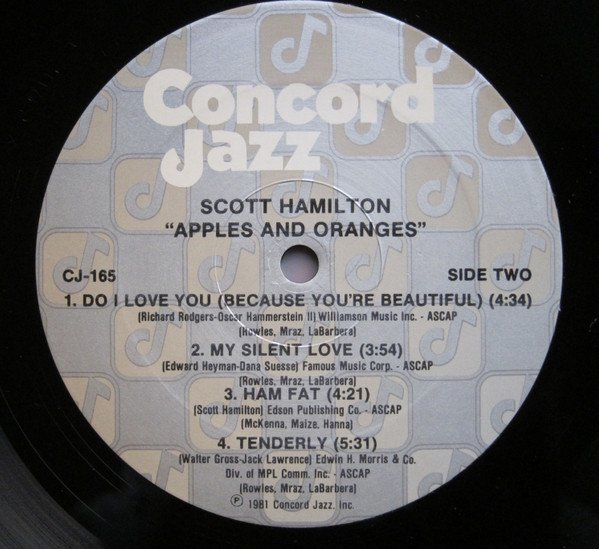 Concord
Jazz
SCOTT HAMILTON
"APPLES AND ORANGES"
CJ-165
SIDE TWO
1. DO I LOVE YOU (BECAUSE YOU'RE BEAUTIFUL) (4:34)
(Richard Rodgers-Oscar Hammerstein II) Williamson Music Inc. - ASCAP
(Rowles, Mraz, LaBarbera)
2. MY SILENT LOVE (3:54)
(Edward Heyman-Dana Suesse) Famous Music Corp. - ASCAP
(Rowles, Mraz, LaBarbera)
3. HAM FAT (4:21)
(Scott Hamilton) Edson Publishing Co. - ASCAP
(McKenna, Maize, Hanna)
4. TENDERLY (5:31)
(Walter Gross-Jack Lawrence) Edwin H. Morris & Co.
Div. of MPL Comm. Inc. - ASCAP
(Rowles, Mraz, LaBarbera)
℗ 1981 Concord Jazz, Inc.